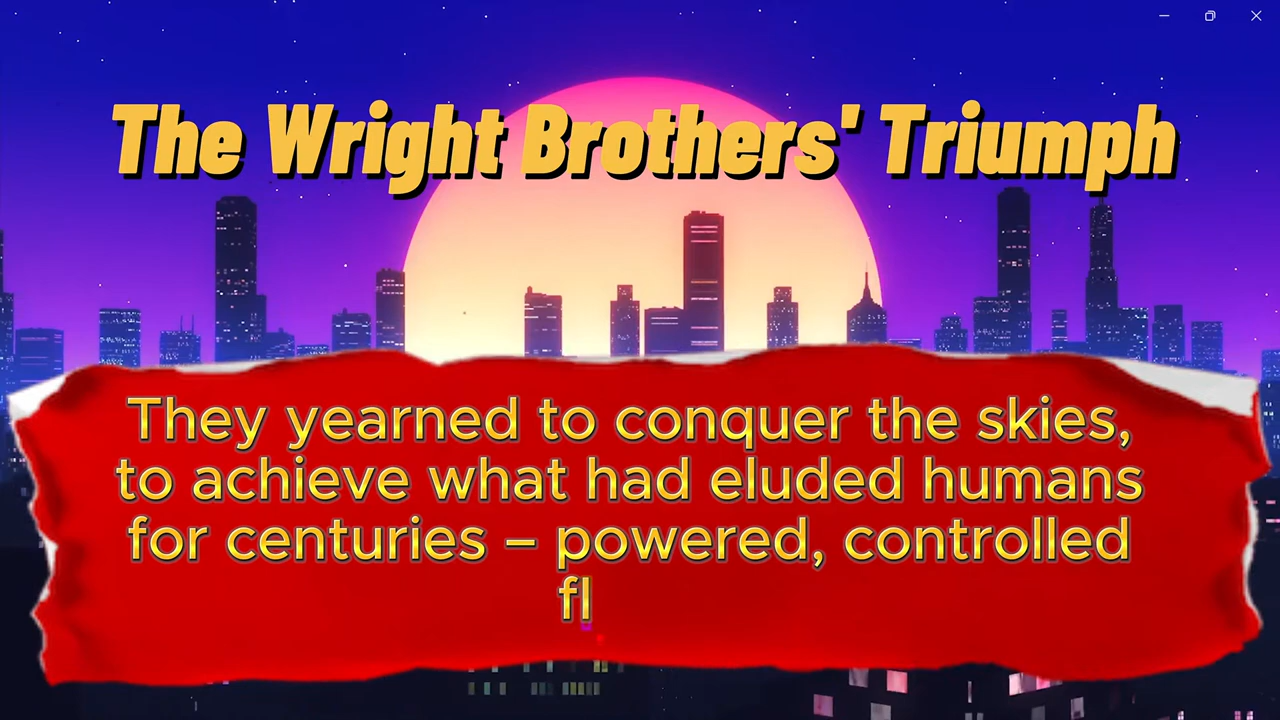 The Wright Brothers' Triumph
They yearned to conquer the skies,
to achieve what had eluded humans
for centuries – powered, controlled
fl